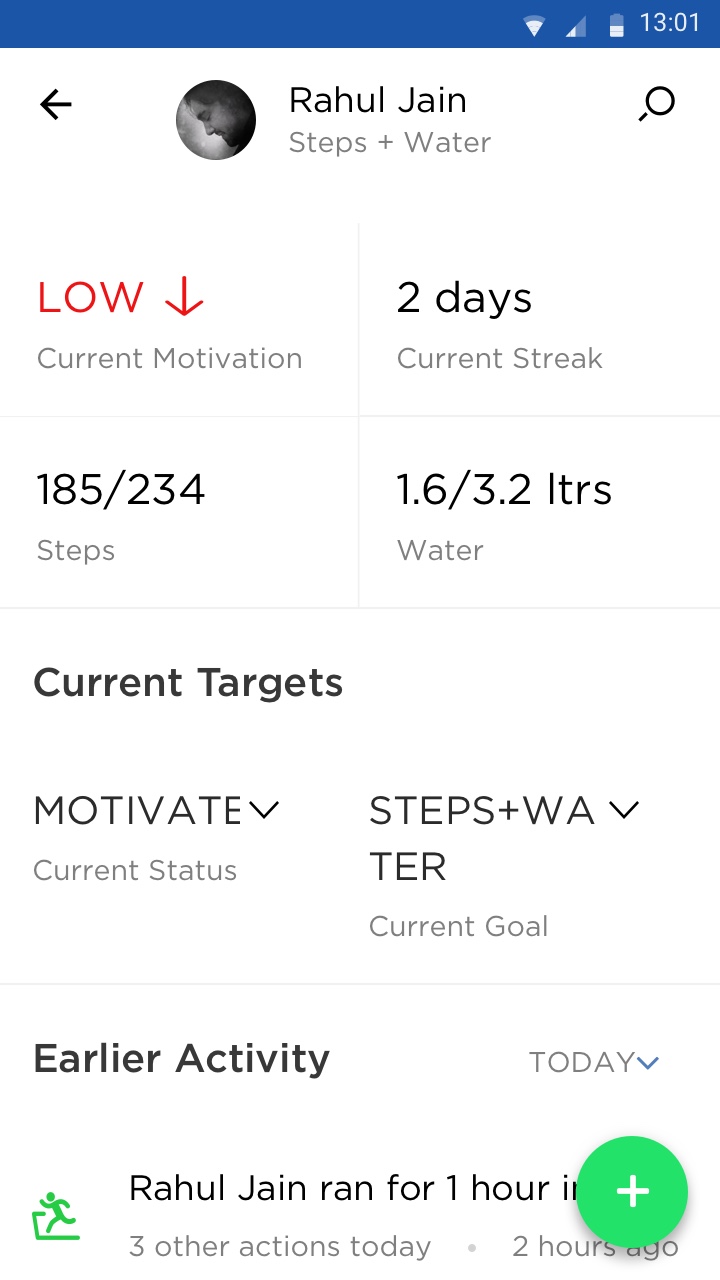 13:01
Rahul Jain
Steps + Water
LOW
Current Motivation
2 days
Current Streak
185/234
Steps
1.6/3.2 ltrs
Water
Current Targets
MOTIVATE
Current Status
STEPS+WA
TER
Current Goal
Earlier Activity
TODAY
Rahul Jain ran for 1 hour
3 other actions today • 2 hours ago